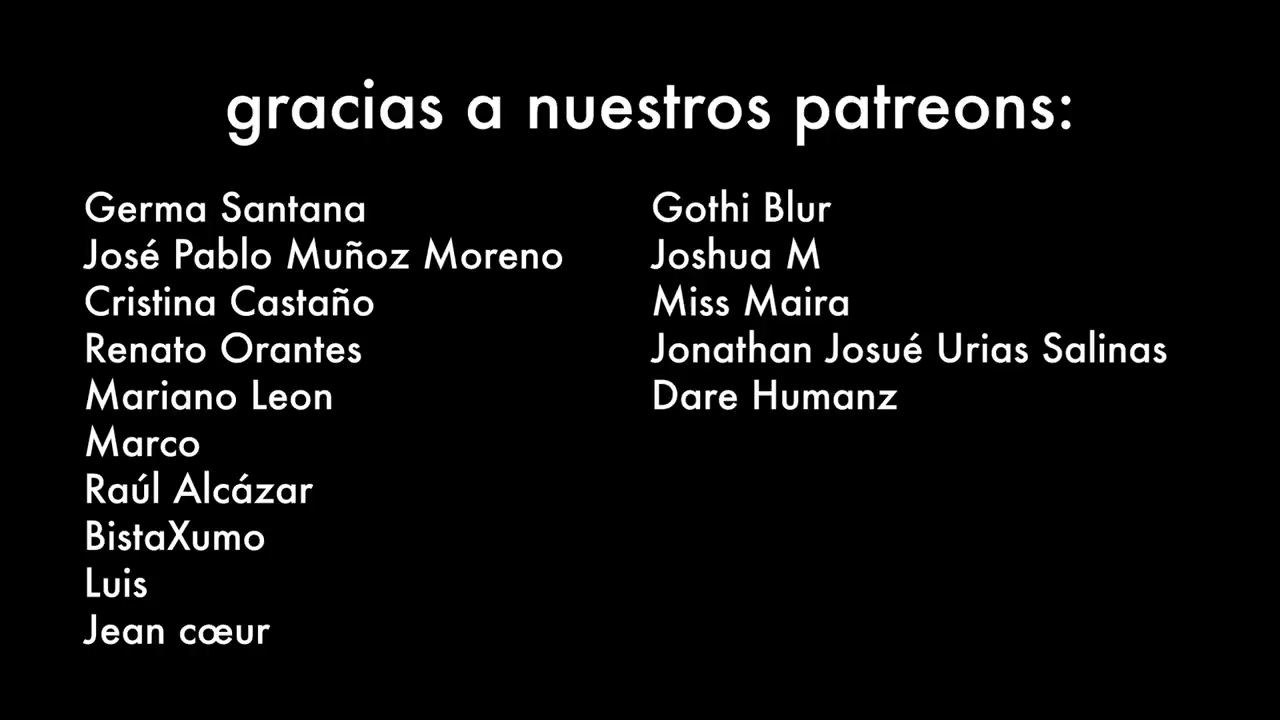 gracias a nuestros patreons:
Germa Santana
José Pablo Muñoz Moreno
Cristina Castaño
Renato Orantes
Mariano Leon
Marco
Raúl Alcázar
BistaXumo
Luis
Jean cœur
Gothi Blur
Joshua M
Miss Maira
Jonathan Josué Urias Salinas
Dare Humanz